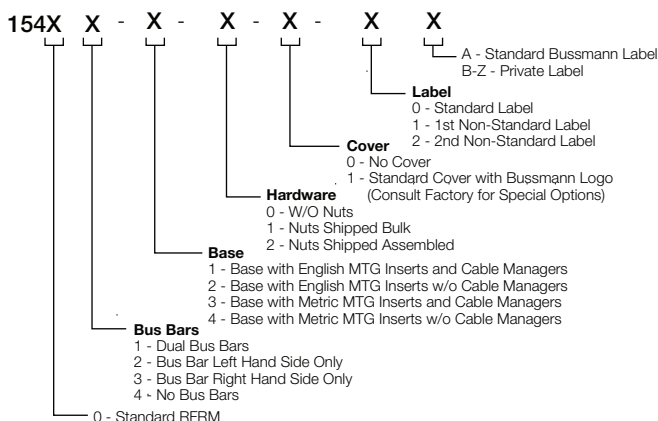 154X X - X - X - X - X X
A - Standard Bussmann Label
B-Z - Private Label
Label
0 - Standard Label
1 - 1st Non-Standard Label
2 - 2nd Non-Standard Label
Cover
0 - No Cover
1 - Standard Cover with Bussmann Logo
(Consult Factory for Special Options)
Hardware
0 - W/O Nuts
1 - Nuts Shipped Bulk
2 - Nuts Shipped Assembled
Base
1 - Base with English MTG Inserts and Cable Managers
2 - Base with English MTG Inserts w/o Cable Managers
3 - Base with Metric MTG Inserts and Cable Managers
4 - Base with Metric MTG Inserts w/o Cable Managers
Bus Bars
1 - Dual Bus Bars
2 - Bus Bar Left Hand Side Only
3 - Bus Bar Right Hand Side Only
4 - No Bus Bars
0 - Standard RFRM